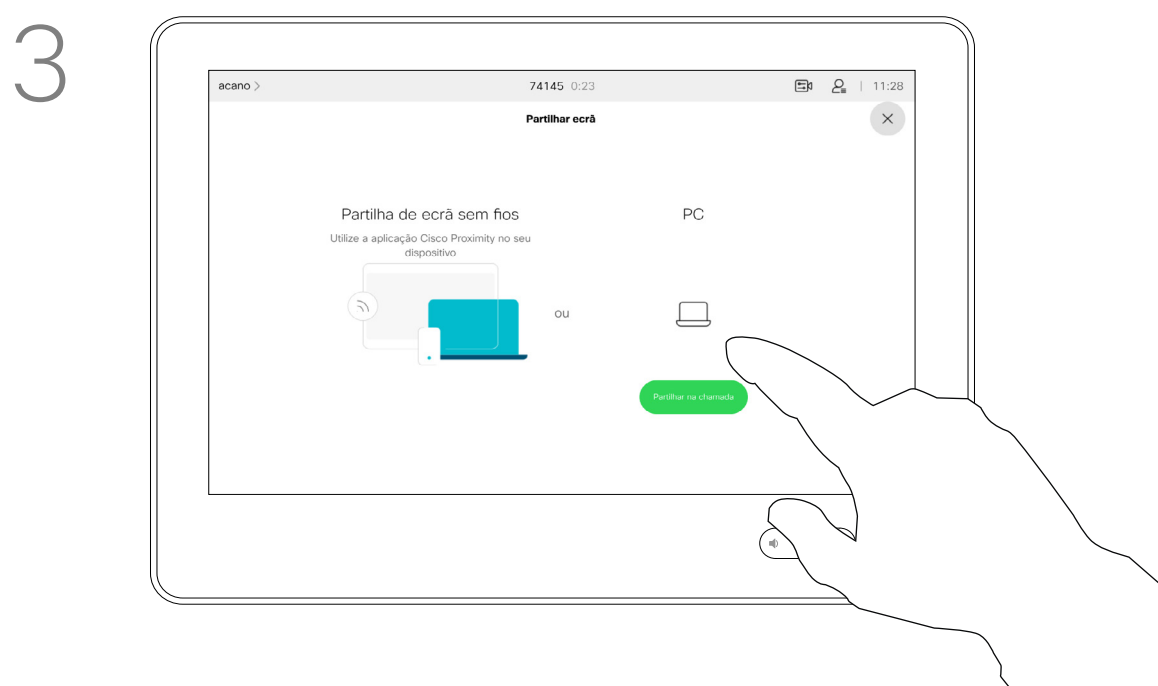 3
acano >
74145 0:23
11:28
Partilhar ecrã
Partilha de ecrã sem fios
Utilize a aplicação Cisco Proximity no seu
dispositivo
ou
PC
Partilhar na chamada